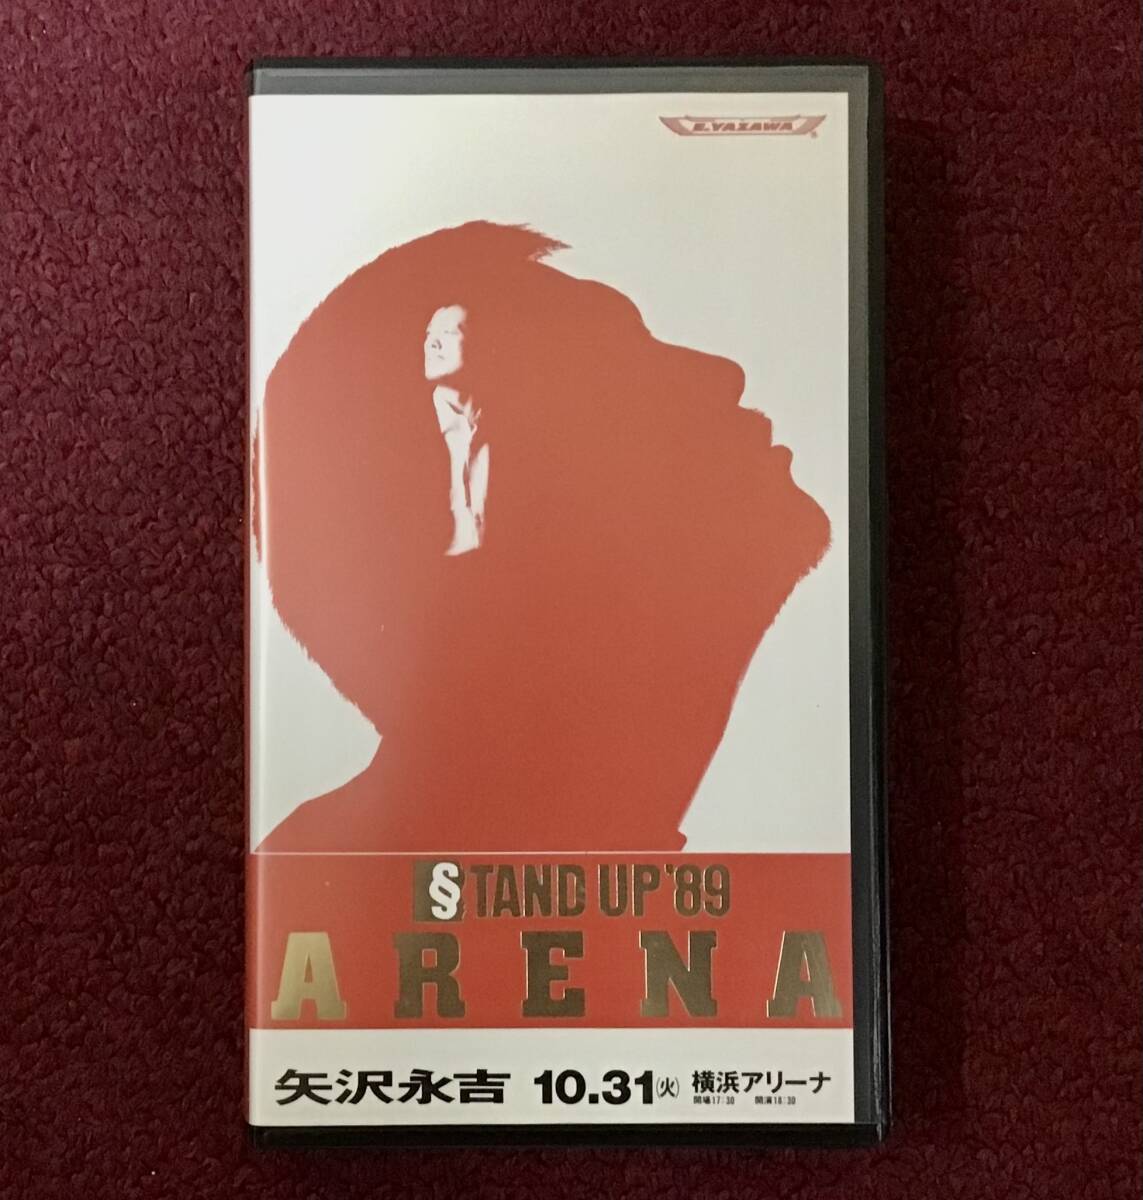 E.YAZAWA®
STAND UP '89
ARENA
矢沢永吉 10.31(火) 横浜アリーナ
開場17:30 開演18:30